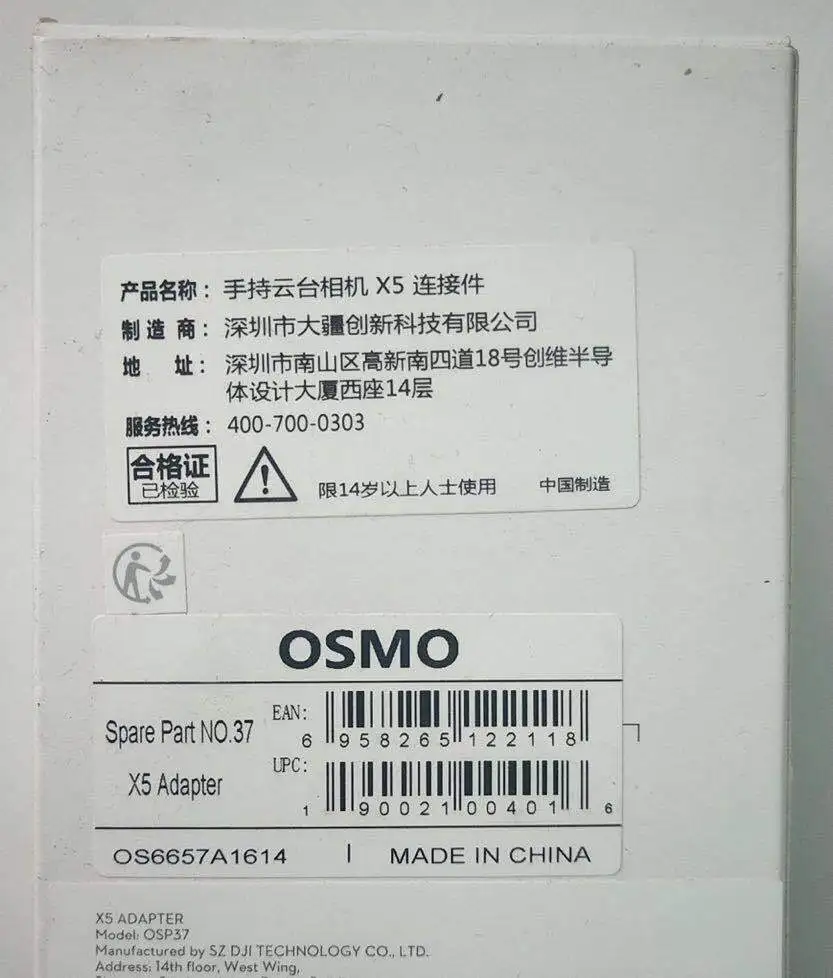 产品名称：手持云台相机 X5 连接件
制造商：深圳市大疆创新科技有限公司
地址：深圳市南山区高新南四道18号创维半导
体设计大厦西座14层
服务热线：400-700-0303
合格证
已检验
限14岁以上人士使用
中国制造
OSMO
Spare Part NO.37
X5 Adapter
EAN:
6 958265 122118
UPC:
1 90021 00401 6
OS6657A1614 | MADE IN CHINA
X5 ADAPTER
Model: OSP37
Manufactured by SZ DJI TECHNOLOGY CO., LTD.
Address: 14th floor, West Wing,